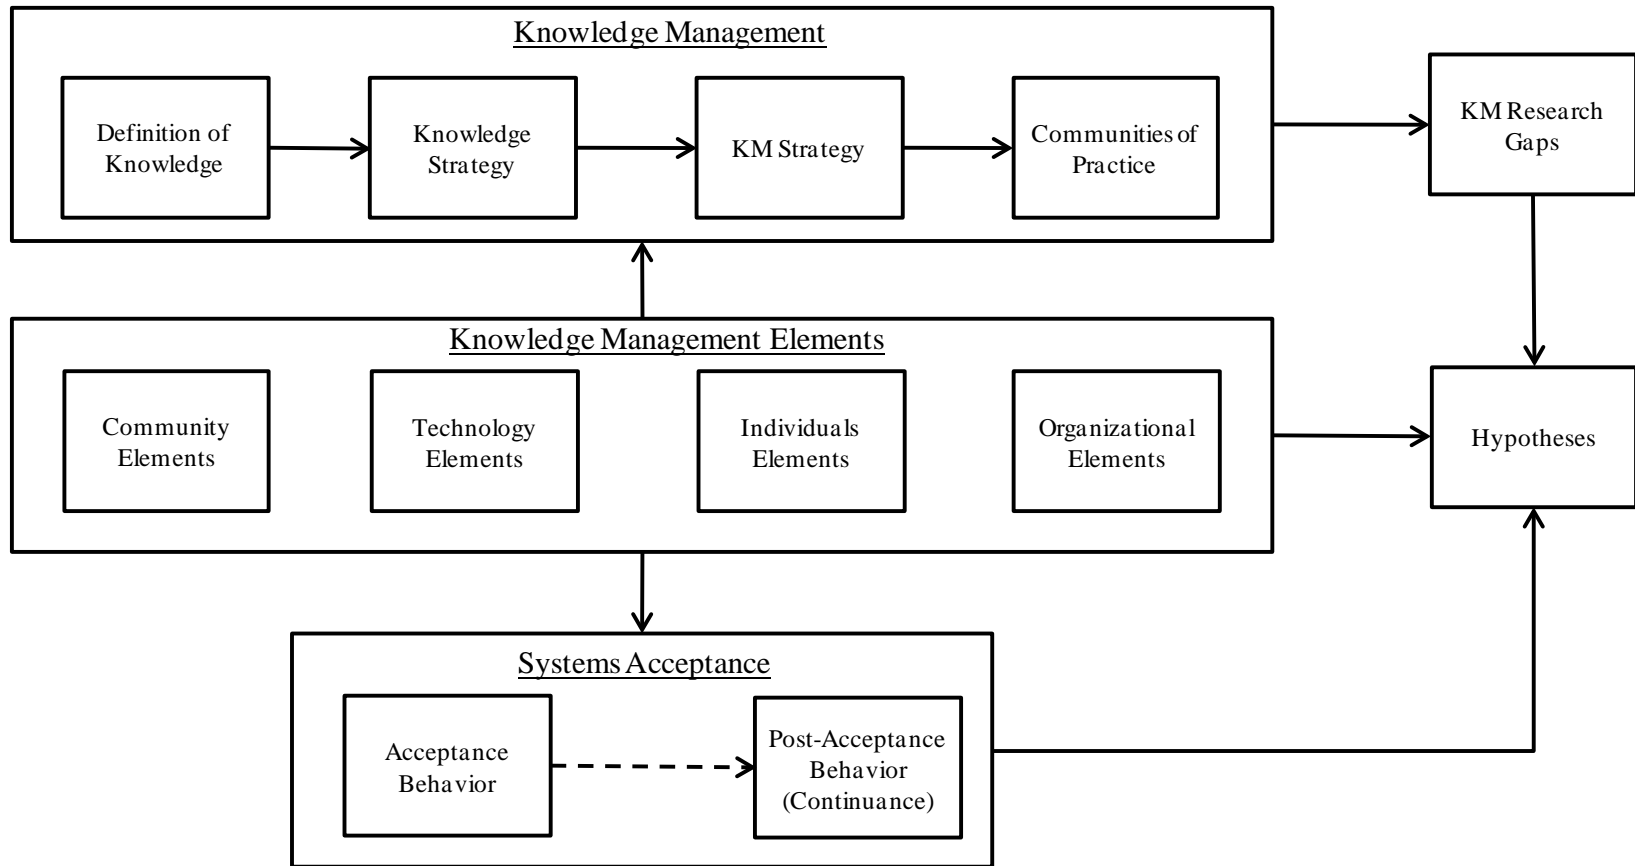 Knowledge Management
Definition of
Knowledge
Knowledge
Strategy
KM Strategy
Communities of
Practice
KM Research
Gaps
Knowledge Management Elements
Community
Elements
Technology
Elements
Individuals
Elements
Organizational
Elements
Hypotheses
Systems Acceptance
Acceptance
Behavior
Post-Acceptance
Behavior
(Continuance)